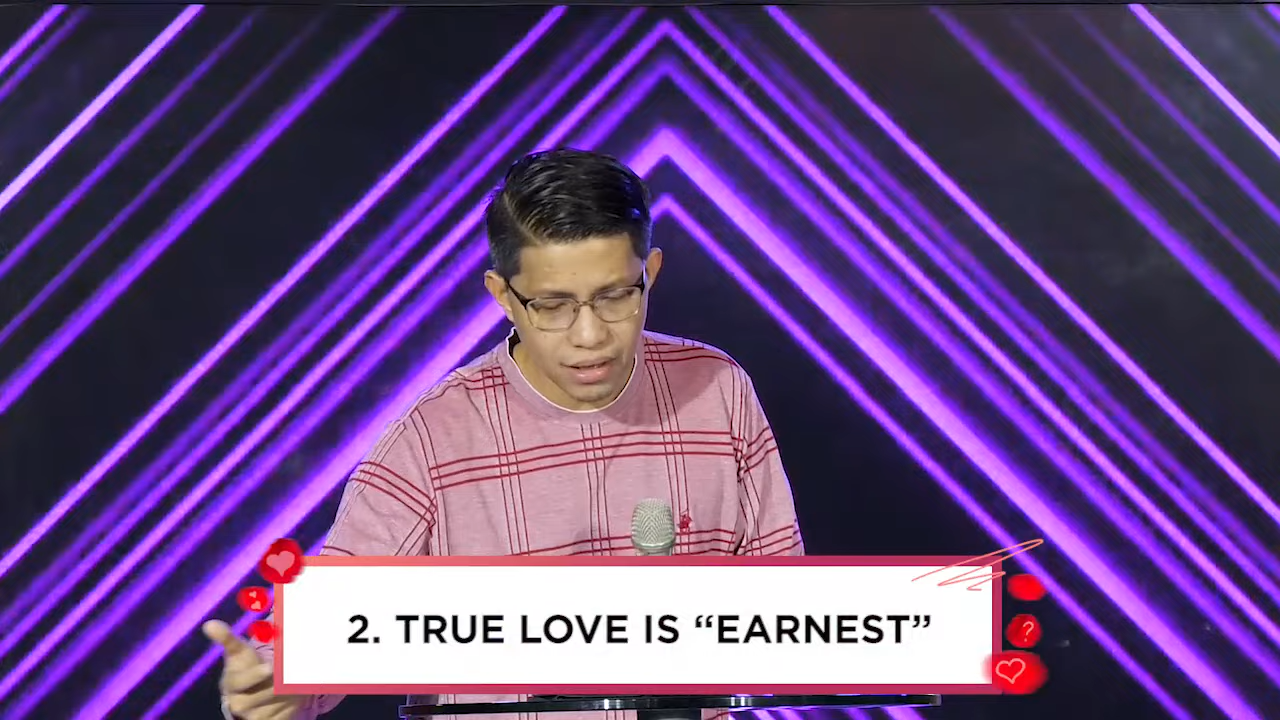 2. TRUE LOVE IS “EARNEST”
?